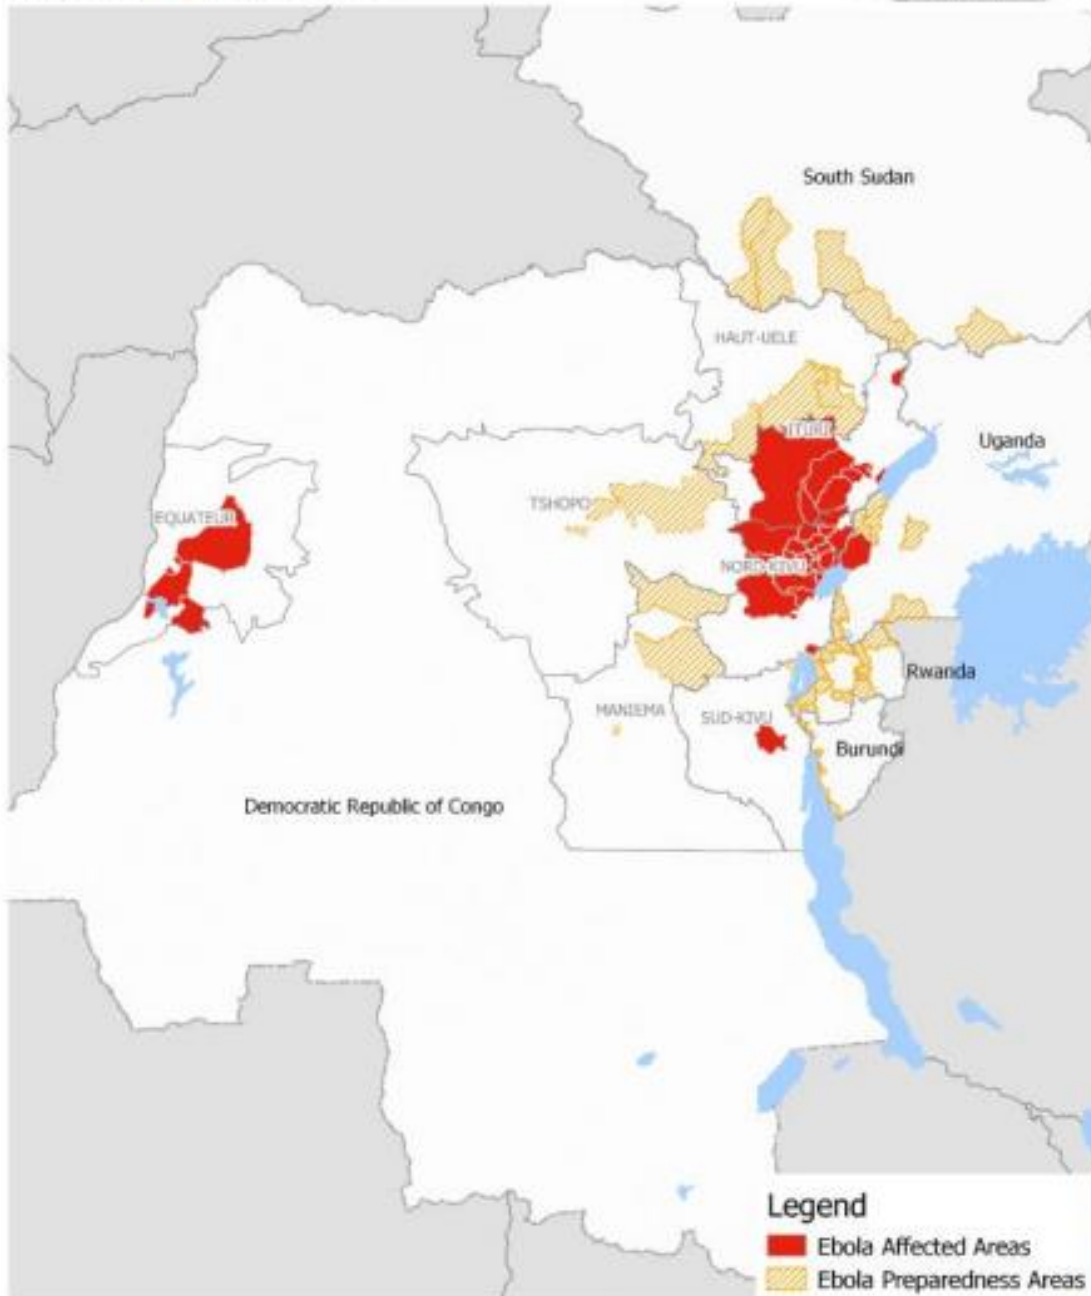 South Sudan
HAUT-UELE
ITURI
Uganda
TSHOPO
EQUATEUR
NORD-KIVU
Rwanda
MANIEMA
SUD-KIVU
Burundi
Democratic Republic of Congo
Legend
Ebola Affected Areas
Ebola Preparedness Areas